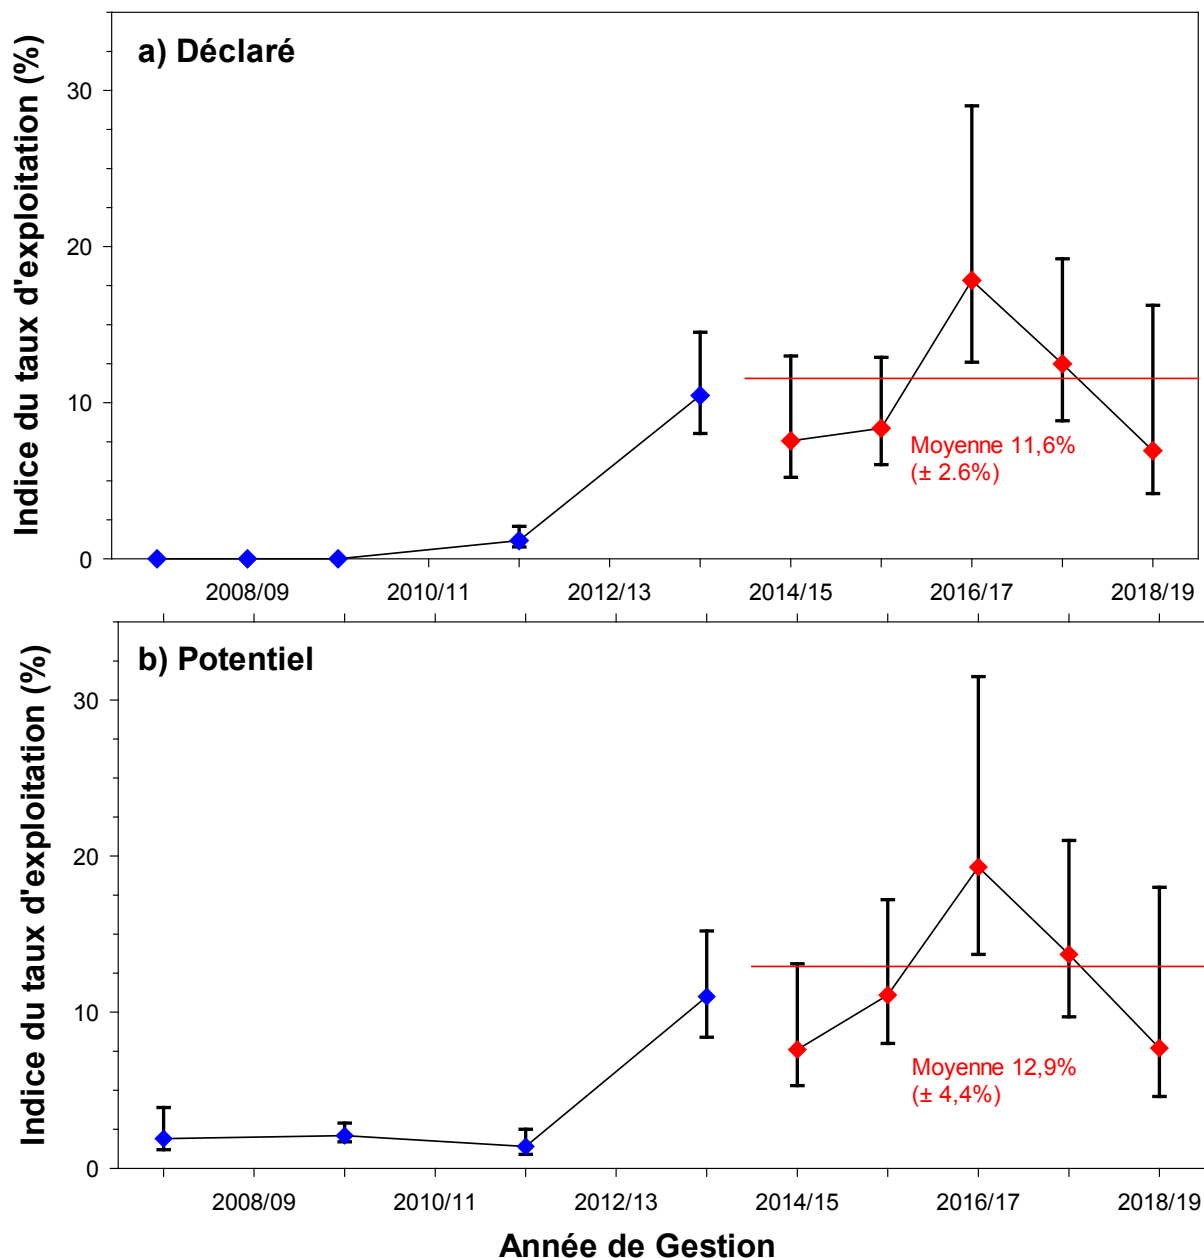 a) Déclaré
Indice du taux d'exploitation (%)
30
20
10
0
Moyenne 11,6%
(± 2.6%)
2008/09 2010/11 2012/13 2014/15 2016/17 2018/19
b) Potentiel
Indice du taux d'exploitation (%)
30
20
10
0
Moyenne 12,9%
(± 4,4%)
2008/09 2010/11 2012/13 2014/15 2016/17 2018/19
Année de Gestion